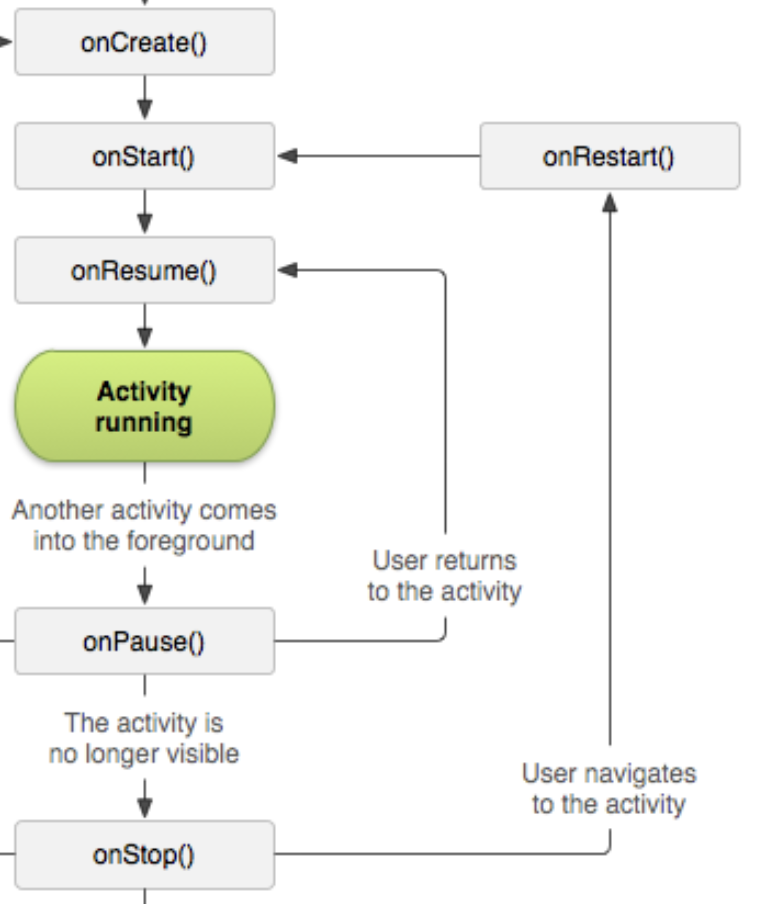 onCreate()
onStart()
onRestart()
onResume()
Activity
running
Another activity comes
into the foreground
User returns
to the activity
onPause()
The activity is
no longer visible
User navigates
to the activity
onStop()